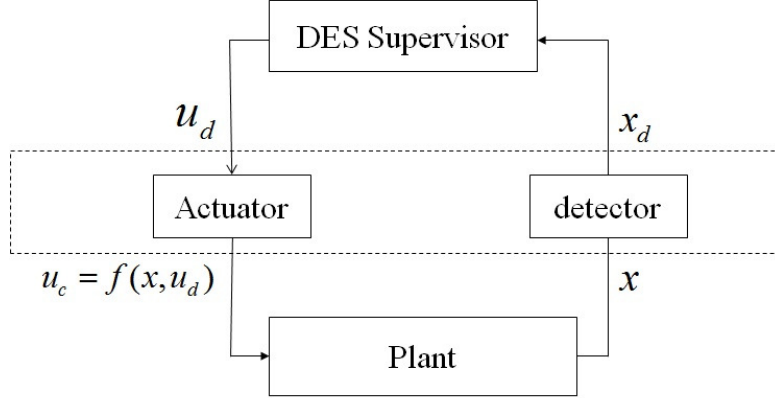 DES Supervisor
u_d
x_d
Actuator
detector
u_c = f(x,u_d)
x
Plant